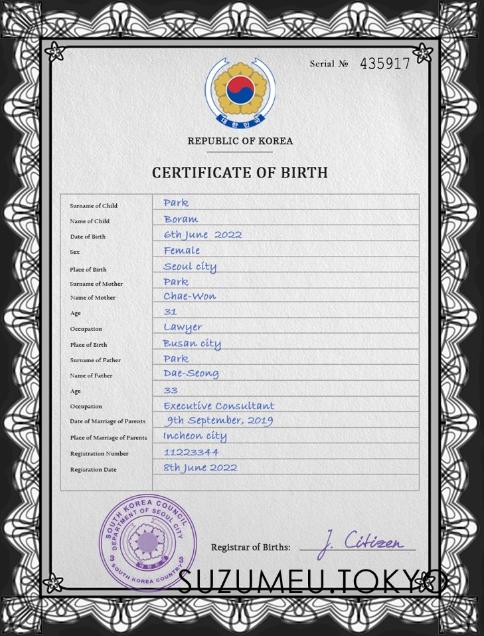 Serial № 435917
대한민국
REPUBLIC OF KOREA
CERTIFICATE OF BIRTH
Surname of Child Park
Name of Child Boram
Date of Birth 6th June 2022
Sex Female
Place of Birth Seoul city
Surname of Mother Park
Name of Mother Chae-Won
Age 31
Occupation Lawyer
Place of Birth Busan city
Surname of Father Park
Name of Father Dae-Seong
Age 33
Occupation Executive Consultant
Date of Marriage of Parents 9th September, 2019
Place of Marriage of Parents Incheon city
Registration Number 11223344
Regisration Date 8th June 2022
SOUTH KOREA COUNCIL
DEPARTMENT OF SEOUL CITY
SOUTH KOREA COUNTRY
Registrar of Births: J. Citizen
SUZUMEU.TOKYO